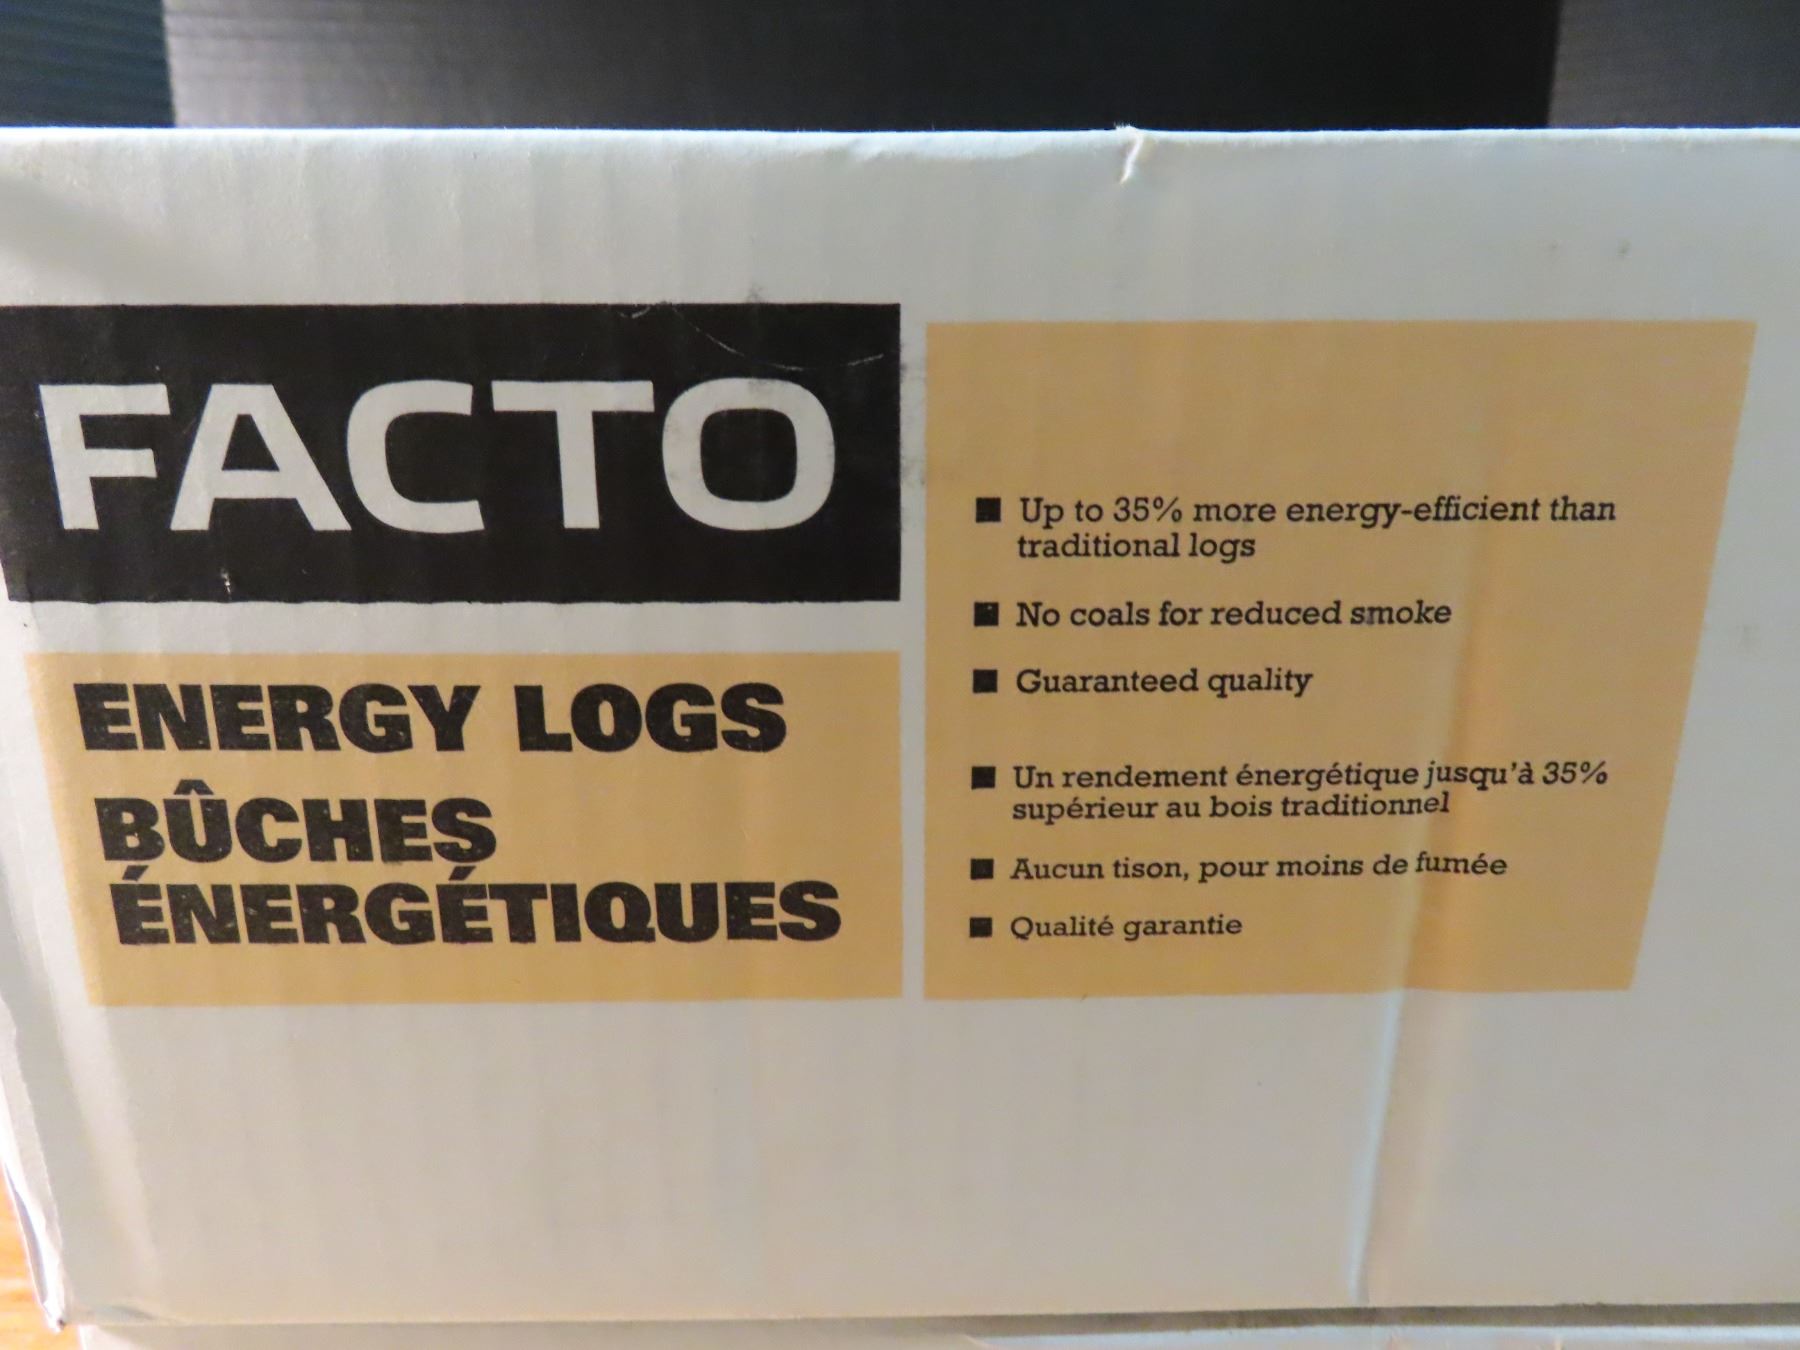 FACTO
ENERGY LOGS
BÛCHES
ÉNERGÉTIQUES
■ Up to 35% more energy-efficient than
traditional logs
■ No coals for reduced smoke
■ Guaranteed quality
■ Un rendement énergétique jusqu'à 35%
supérieur au bois traditionnel
■ Aucun tison, pour moins de fumée
■ Qualité garantie